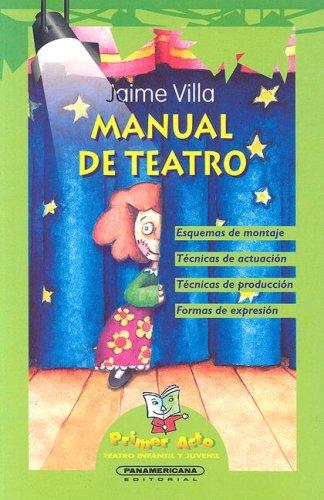 Jaime Villa
MANUAL
DE TEATRO
Esquemas de montaje
Técnicas de actuación
Técnicas de producción
Formas de expresión
Primer Acto
TEATRO INFANTIL Y JUVENIL
PANAMERICANA
EDITORIAL